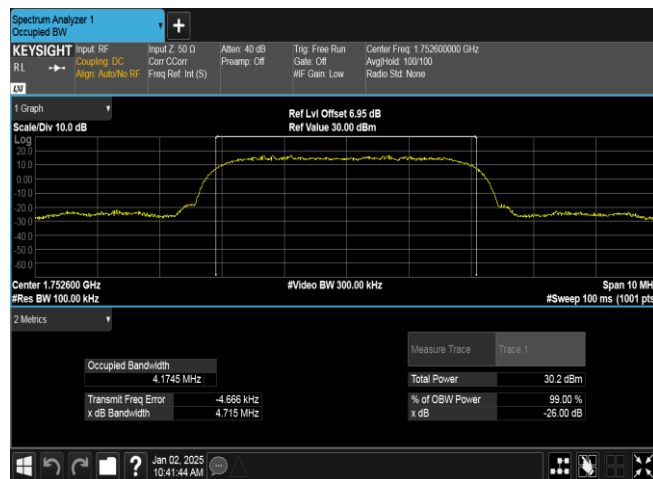 Spectrum Analyzer 1
Occupied BW
+
KEYSIGHT Input: RF Input Z: 50 Ω Atten: 40 dB Trig: Free Run Center Freq: 1.752600000 GHz
RL Coupling: DC Corr CCorr Preamp: Off Gate: Off Avg|Hold: 100/100
Align: Auto/No RF Freq Ref: Int (S) #IF Gain: Low Radio Std: None
LXI
1 Graph
Ref Lvl Offset 6.95 dB
Scale/Div 10.0 dB Ref Value 30.00 dBm
Log
20.0
10.0
0.00
-10.0
-20.0
-30.0
-40.0
-50.0
-60.0
Center 1.752600 GHz #Video BW 300.00 kHz Span 10 MH
#Res BW 100.00 kHz #Sweep 100 ms (1001 pts
2 Metrics
Measure Trace Trace 1
Occupied Bandwidth
4.1745 MHz Total Power 30.2 dBm
Transmit Freq Error -4.666 kHz % of OBW Power 99.00 %
x dB Bandwidth 4.715 MHz x dB -26.00 dB
? Jan 02, 2025
10:41:44 AM